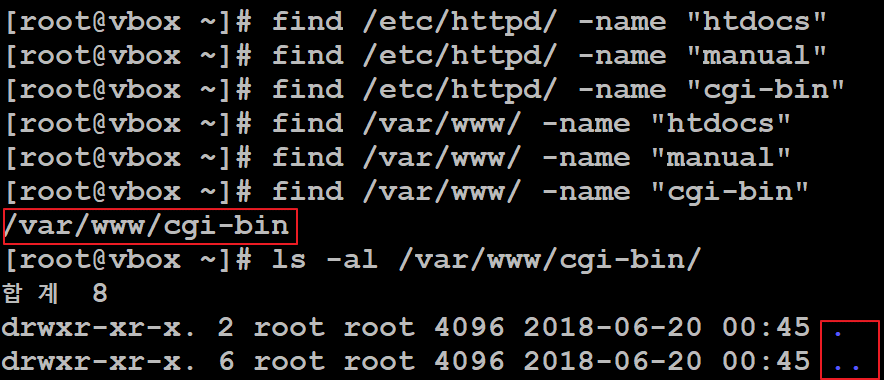 [root@vbox ~]# find /etc/httpd/ -name "htdocs"
[root@vbox ~]# find /etc/httpd/ -name "manual"
[root@vbox ~]# find /etc/httpd/ -name "cgi-bin"
[root@vbox ~]# find /var/www/ -name "htdocs"
[root@vbox ~]# find /var/www/ -name "manual"
[root@vbox ~]# find /var/www/ -name "cgi-bin"
/var/www/cgi-bin
[root@vbox ~]# ls -al /var/www/cgi-bin/
합계 8
drwxr-xr-x. 2 root root 4096 2018-06-20 00:45 .
drwxr-xr-x. 6 root root 4096 2018-06-20 00:45 ..